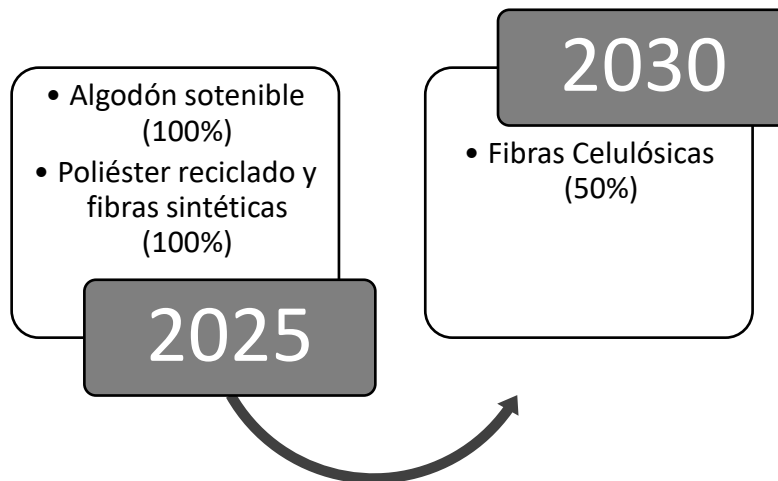 • Algodón sotenible
(100%)
• Poliéster reciclado y
fibras sintéticas
(100%)
2025
2030
• Fibras Celulósicas
(50%)